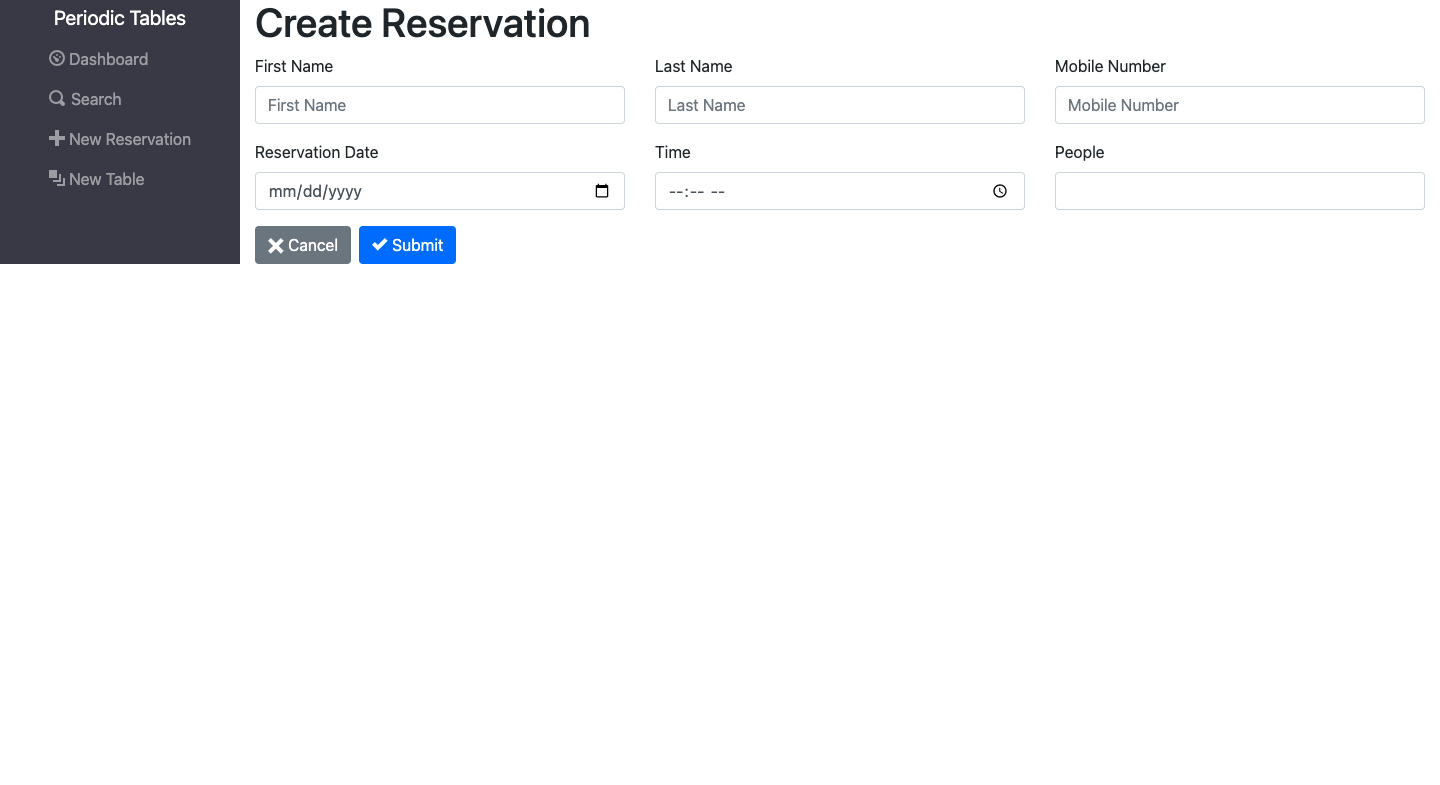 Periodic Tables
Dashboard
Search
New Reservation
New Table
Create Reservation
First Name
Last Name
Mobile Number
First Name
Last Name
Mobile Number
Reservation Date
Time
People
mm/dd/yyyy
--:-- --
Cancel
Submit